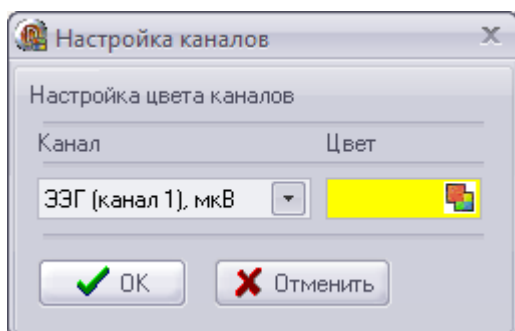 Настройка каналов
Настройка цвета каналов
Канал Цвет
ЭЭГ (канал 1), мкВ
OK Отменить